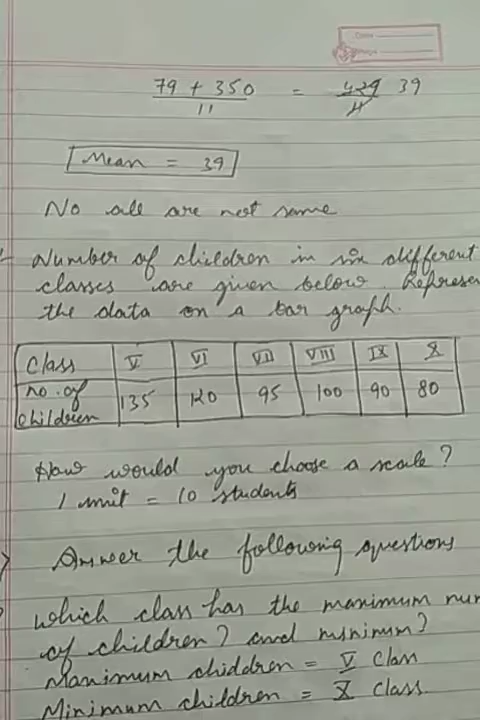 79 + 350 = 429 39
11 11
Mean = 39
No all are not same
Number of children in six different
classes are given below. Represen
the data on a bar graph.
Class V VI VII VIII IX X
no. of children 135 120 95 100 90 80
How would you choose a scale?
1 unit = 10 students
Answer the following questions
which class has the maximum num
of children? and minimum?
Maximum children = V Class
Minimum children = X Class